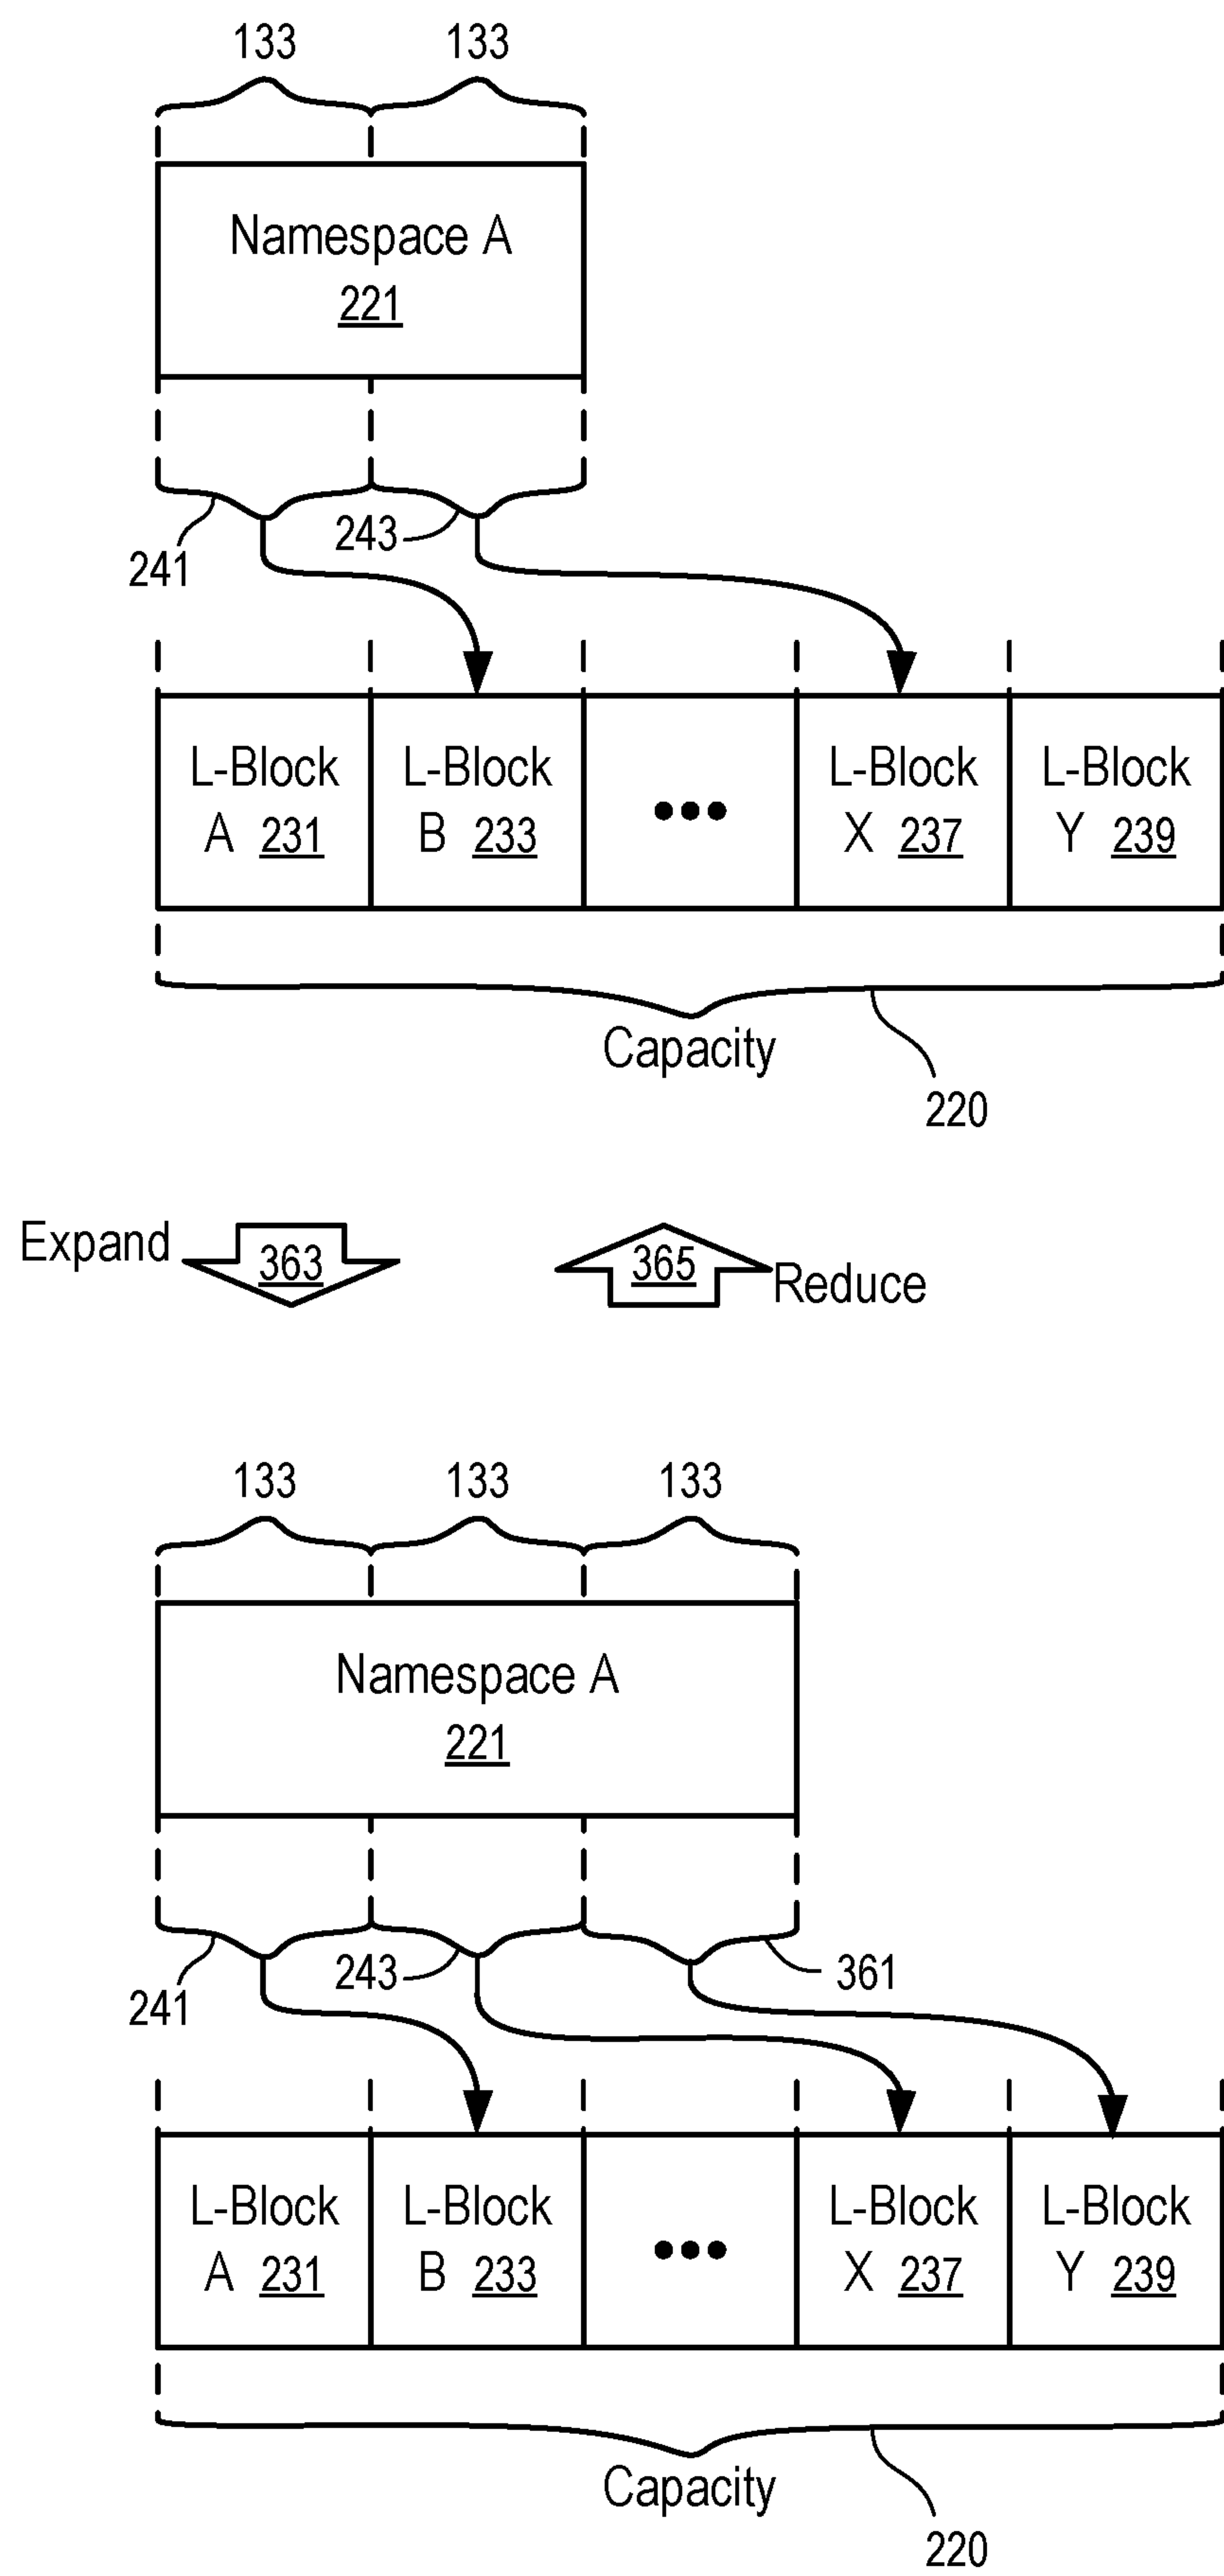 133 133
Namespace A
221
241 243
L-Block L-Block L-Block L-Block
A 231 B 233 ••• X 237 Y 239
Capacity
220
Expand 363 365 Reduce
133 133 133
Namespace A
221
241 243 361
L-Block L-Block L-Block L-Block
A 231 B 233 ••• X 237 Y 239
Capacity
220